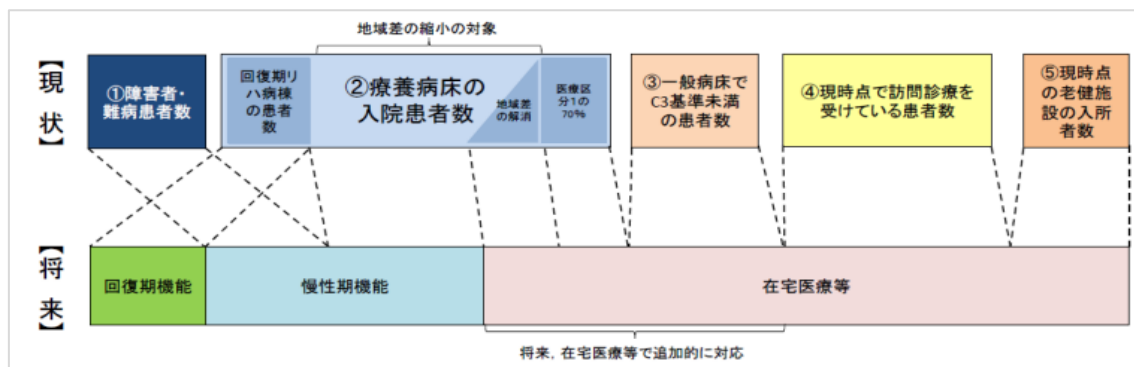 地域差の縮小の対象
【現状】
①障害者・
難病患者数
回復期リ
ハ病棟
の患者
数
②療養病床の
入院患者数
地域差
の解消
医療区
分1の
70%
③一般病床で
C3基準未満
の患者数
④現時点で訪問診療を
受けている患者数
⑤現時点
の老健施
設の入所
者数
【将来】
回復期機能
慢性期機能
在宅医療等
将来，在宅医療等で追加的に対応